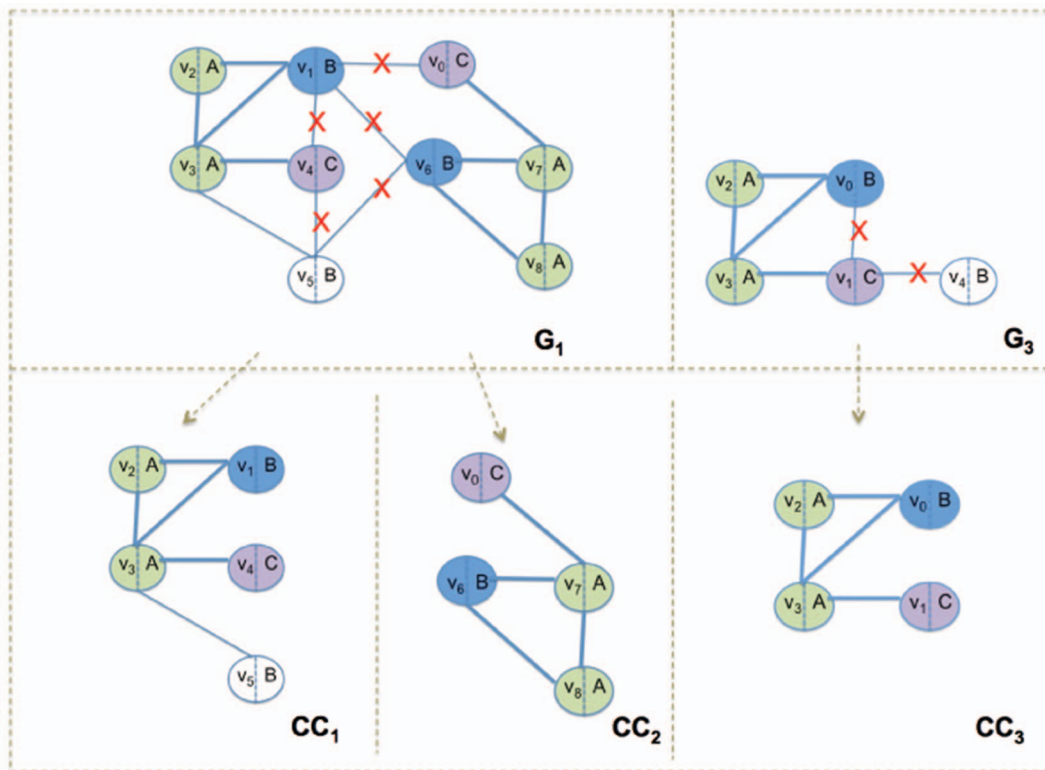 v2 A v1 B X v0 C
X X
v3 A v4 C v6 B v7 A
X X
v5 B v8 A
G1
v2 A v0 B
X
v3 A v1 C X v4 B
G3
v2 A v1 B
v3 A v4 C
v5 B
CC1
v0 C
v6 B v7 A
v8 A
CC2
v2 A v0 B
v3 A v1 C
CC3